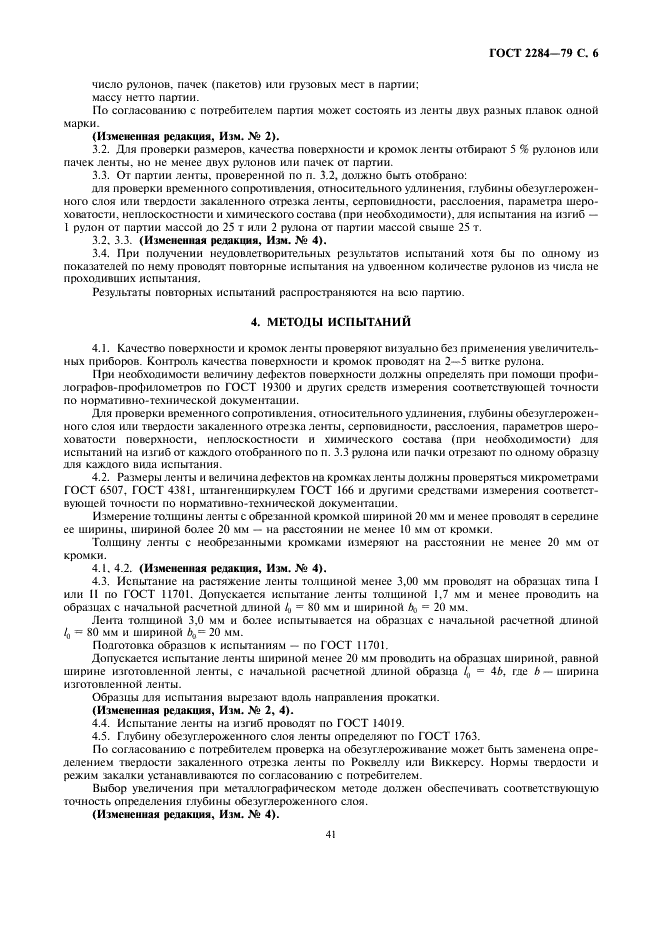 ГОСТ 2284—79 С. 6
число рулонов, пачек (пакетов) или грузовых мест в партии;
массу нетто партии.
По согласованию с потребителем партия может состоять из ленты двух разных плавок одной
марки.
(Измененная редакция, Изм. № 2).
3.2. Для проверки размеров, качества поверхности и кромок ленты отбирают 5 % рулонов или
пачек ленты, но не менее двух рулонов или пачек от партии.
3.3. От партии ленты, проверенной по п. 3.2, должно быть отобрано:
для проверки временного сопротивления, относительного удлинения, глубины обезуглерожен-
ного слоя или твердости закаленного отрезка ленты, серповидности, расслоения, параметра шеро-
ховатости, неплоскостности и химического состава (при необходимости), для испытания на изгиб —
1 рулон от партии массой до 25 т или 2 рулона от партии массой свыше 25 т.
3.2, 3.3. (Измененная редакция, Изм. № 4).
3.4. При получении неудовлетворительных результатов испытаний хотя бы по одному из
показателей по нему проводят повторные испытания на удвоенном количестве рулонов из числа не
проходивших испытания.
Результаты повторных испытаний распространяются на всю партию.
4. МЕТОДЫ ИСПЫТАНИЙ
4.1. Качество поверхности и кромок ленты проверяют визуально без применения увеличитель-
ных приборов. Контроль качества поверхности и кромок проводят на 2—5 витке рулона.
При необходимости величину дефектов поверхности должны определять при помощи профи-
лографов-профилометров по ГОСТ 19300 и других средств измерения соответствующей точности
по нормативно-технической документации.
Для проверки временного сопротивления, относительного удлинения, глубины обезуглерожен-
ного слоя или твердости закаленного отрезка ленты, серповидности, расслоения, параметров шеро-
ховатости поверхности, неплоскостности и химического состава (при необходимости) для
испытаний на изгиб от каждого отобранного по п. 3.3 рулона или пачки отрезают по одному образцу
для каждого вида испытания.
4.2. Размеры ленты и величина дефектов на кромках ленты должны проверяться микрометрами
ГОСТ 6507, ГОСТ 4381, штангенциркулем ГОСТ 166 и другими средствами измерения соответст-
вующей точности по нормативно-технической документации.
Измерение толщины ленты с обрезанной кромкой шириной 20 мм и менее проводят в середине
ее ширины, шириной более 20 мм — на расстоянии не менее 10 мм от кромки.
Толщину ленты с необрезанными кромками измеряют на расстоянии не менее 20 мм от
кромки.
4.1, 4.2. (Измененная редакция, Изм. № 4).
4.3. Испытание на растяжение ленты толщиной менее 3,00 мм проводят на образцах типа I
или II по ГОСТ 11701. Допускается испытание ленты толщиной 1,7 мм и менее проводить на
образцах с начальной расчетной длиной l₀ = 80 мм и шириной b₀ = 20 мм.
Лента толщиной 3,0 мм и более испытывается на образцах с начальной расчетной длиной
l₀ = 80 мм и шириной b₀= 20 мм.
Подготовка образцов к испытаниям — по ГОСТ 11701.
Допускается испытание ленты шириной менее 20 мм проводить на образцах шириной, равной
ширине изготовленной ленты, с начальной расчетной длиной образца l₀ = 4b, где b — ширина
изготовленной ленты.
Образцы для испытания вырезают вдоль направления прокатки.
(Измененная редакция, Изм. № 2, 4).
4.4. Испытание ленты на изгиб проводят по ГОСТ 14019.
4.5. Глубину обезуглероженного слоя ленты определяют по ГОСТ 1763.
По согласованию с потребителем проверка на обезуглероживание может быть заменена опре-
делением твердости закаленного отрезка ленты по Роквеллу или Виккерсу. Нормы твердости и
режим закалки устанавливаются по согласованию с потребителем.
Выбор увеличения при металлографическом методе должен обеспечивать соответствующую
точность определения глубины обезуглероженного слоя.
(Измененная редакция, Изм. № 4).
41